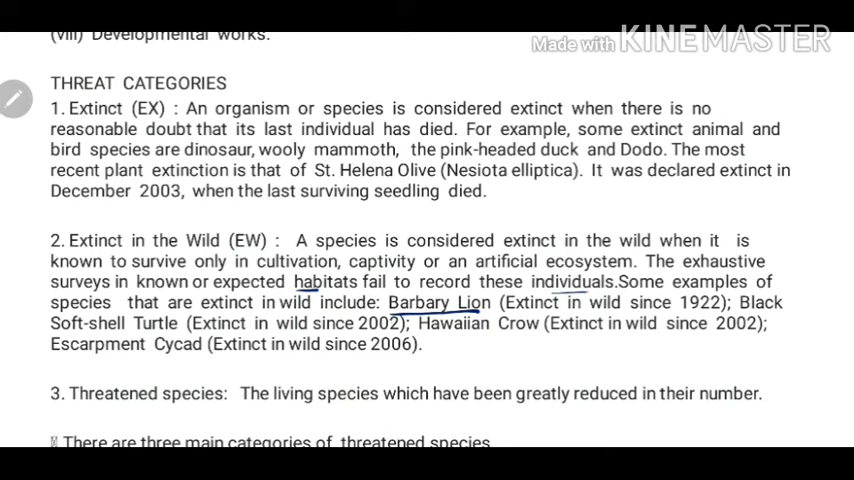 (viii) Developmental works.
Made with KINEMASTER
THREAT CATEGORIES
1. Extinct (EX) : An organism or species is considered extinct when there is no
reasonable doubt that its last individual has died. For example, some extinct animal and
bird species are dinosaur, wooly mammoth, the pink-headed duck and Dodo. The most
recent plant extinction is that of St. Helena Olive (Nesiota elliptica). It was declared extinct in
December 2003, when the last surviving seedling died.
2. Extinct in the Wild (EW) : A species is considered extinct in the wild when it is
known to survive only in cultivation, captivity or an artificial ecosystem. The exhaustive
surveys in known or expected habitats fail to record these individuals.Some examples of
species that are extinct in wild include: Barbary Lion (Extinct in wild since 1922); Black
Soft-shell Turtle (Extinct in wild since 2002); Hawaiian Crow (Extinct in wild since 2002);
Escarpment Cycad (Extinct in wild since 2006).
3. Threatened species: The living species which have been greatly reduced in their number.
There are three main categories of threatened species